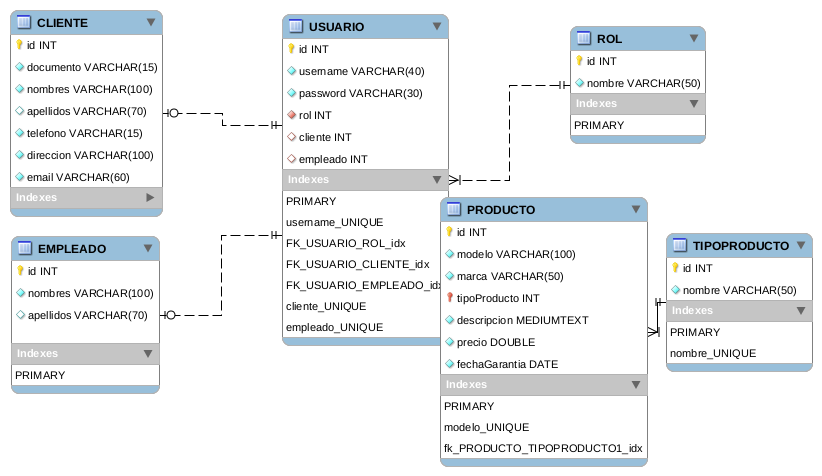 CLIENTE
id INT
documento VARCHAR(15)
nombres VARCHAR(100)
apellidos VARCHAR(70)
telefono VARCHAR(15)
direccion VARCHAR(100)
email VARCHAR(60)
Indexes
EMPLEADO
id INT
nombres VARCHAR(100)
apellidos VARCHAR(70)
Indexes
PRIMARY
USUARIO
id INT
username VARCHAR(40)
password VARCHAR(30)
rol INT
cliente INT
empleado INT
Indexes
PRIMARY
username_UNIQUE
FK_USUARIO_ROL_idx
FK_USUARIO_CLIENTE_idx
FK_USUARIO_EMPLEADO_idx
cliente_UNIQUE
empleado_UNIQUE
ROL
id INT
nombre VARCHAR(50)
Indexes
PRIMARY
PRODUCTO
id INT
modelo VARCHAR(100)
marca VARCHAR(50)
tipoProducto INT
descripcion MEDIUMTEXT
precio DOUBLE
fechaGarantia DATE
Indexes
PRIMARY
modelo_UNIQUE
fk_PRODUCTO_TIPOPRODUCTO1_idx
TIPOPRODUCTO
id INT
nombre VARCHAR(50)
Indexes
PRIMARY
nombre_UNIQUE